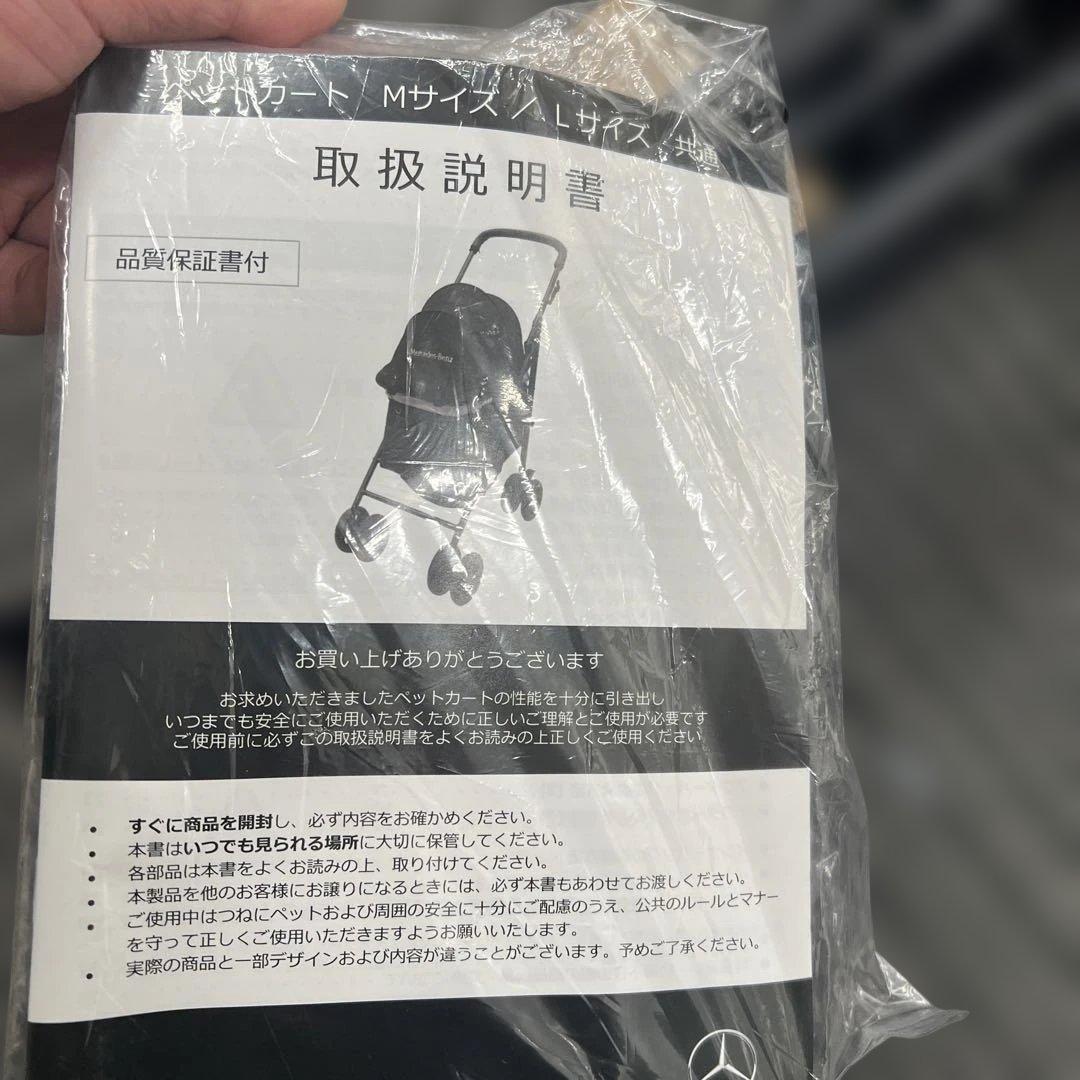 ペットカート Mサイズ / Lサイズ 共通
取扱説明書
品質保証書付
Mercedes-Benz
お買い上げありがとうございます
お求めいただきましたペットカートの性能を十分に引き出し
いつまでも安全にご使用いただくために正しいご理解とご使用が必要です
ご使用前に必ずこの取扱説明書をよくお読みの上正しくご使用ください
• すぐに商品を開封し、必ず内容をお確かめください。
• 本書はいつでも見られる場所に大切に保管してください。
• 各部品は本書をよくお読みの上、取り付けてください。
• 本製品を他のお客様にお譲りになるときには、必ず本書もあわせてお渡しください。
• ご使用中はつねにペットおよび周囲の安全に十分にご配慮のうえ、公共のルールとマナー
を守って正しくご使用いただきますようお願いいたします。
• 実際の商品と一部デザインおよび内容が違うことがございます。予めご了承ください。